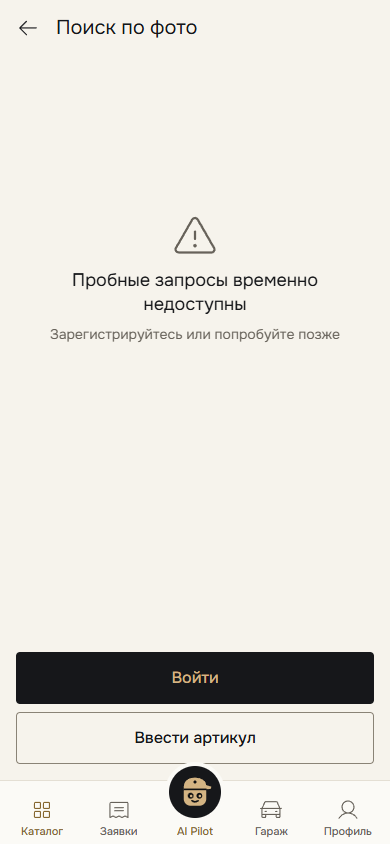 Поиск по фото
Пробные запросы временно
недоступны
Зарегистрируйтесь или попробуйте позже
Войти
Ввести артикул
Каталог
Заявки
AI Pilot
Гараж
Профиль